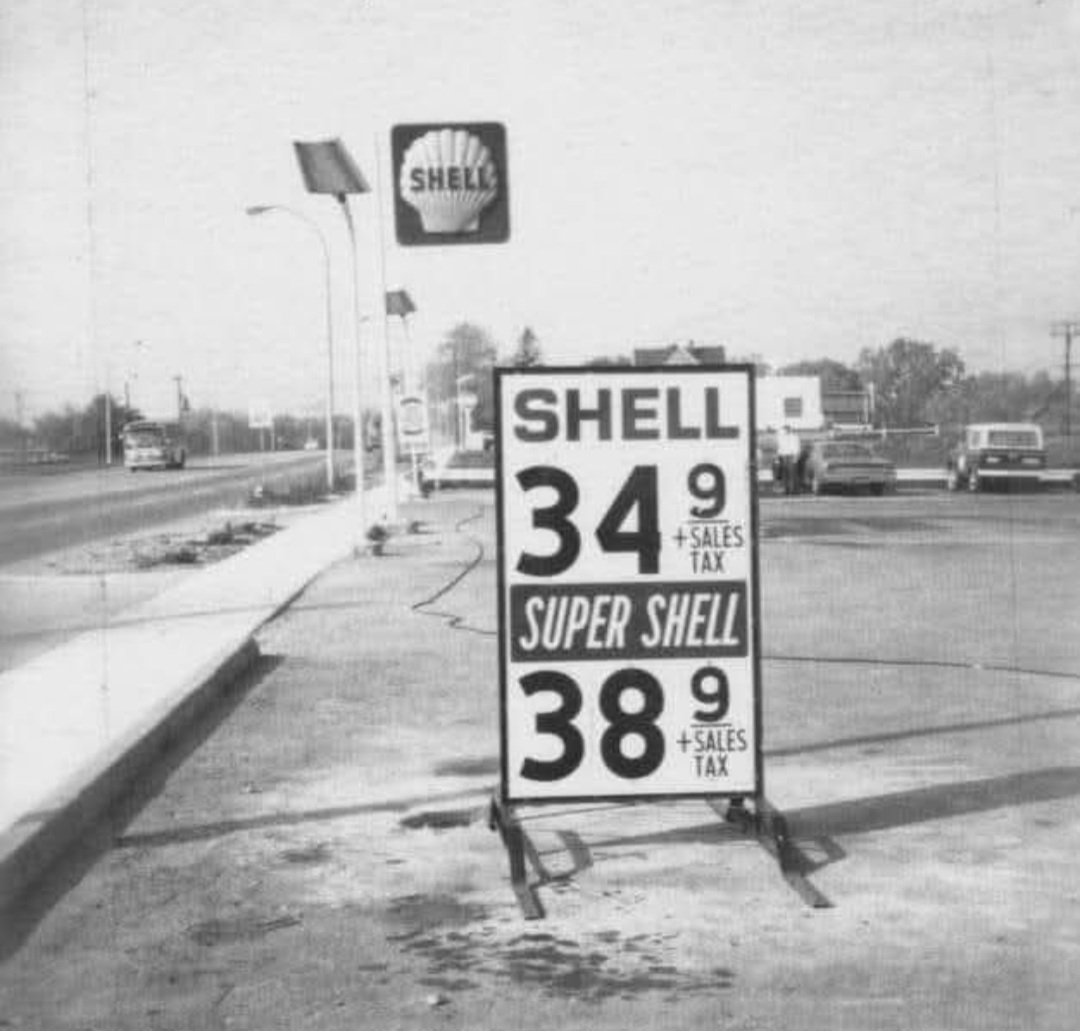 SHELL
SHELL
34 9
+SALES
TAX
SUPER SHELL
38 9
+SALES
TAX